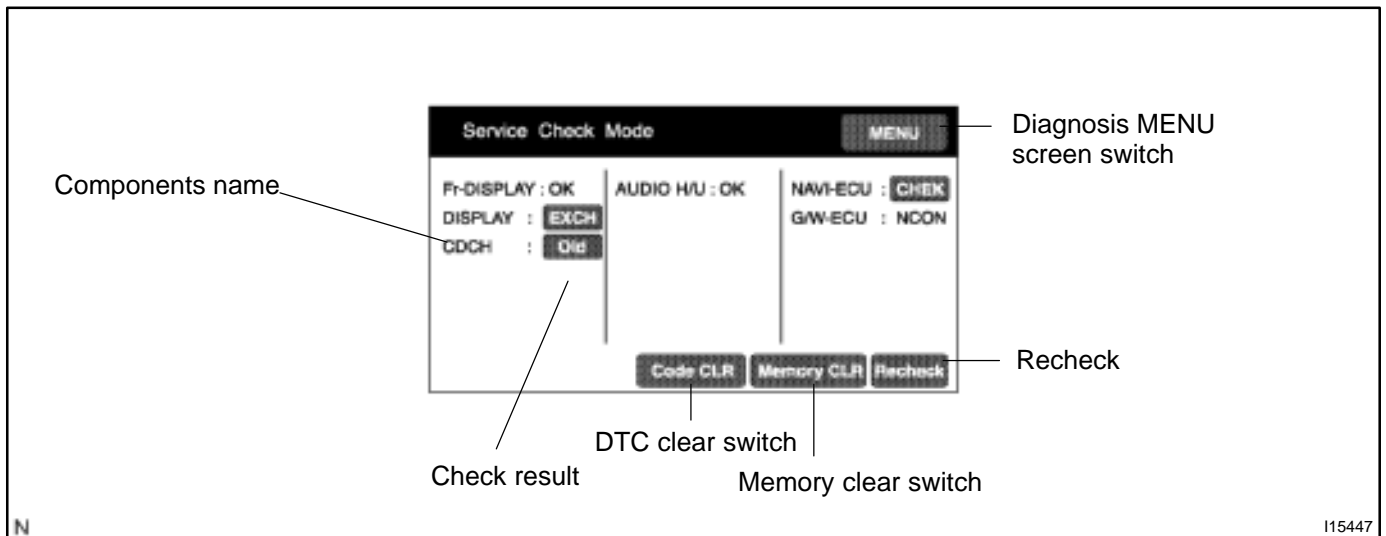 Service Check Mode MENU
Diagnosis MENU
screen switch
Components name
Fr-DISPLAY : OK AUDIO H/U : OK NAVI-ECU : CHEK
DISPLAY : EXCH G/W-ECU : NCON
CDCH : Old
Code CLR Memory CLR Recheck
Recheck
DTC clear switch
Check result
Memory clear switch
N
I15447